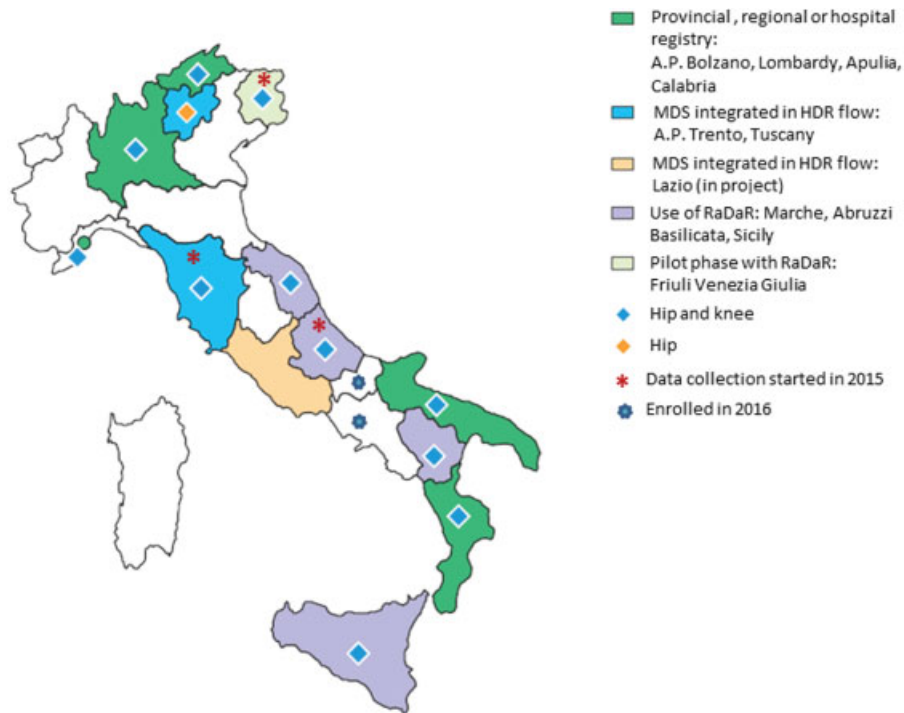 Provincial , regional or hospital
registry:
A.P. Bolzano, Lombardy, Apulia,
Calabria
MDS integrated in HDR flow:
A.P. Trento, Tuscany
MDS integrated in HDR flow:
Lazio (in project)
Use of RaDaR: Marche, Abruzzi
Basilicata, Sicily
Pilot phase with RaDaR:
Friuli Venezia Giulia
Hip and knee
Hip
Data collection started in 2015
Enrolled in 2016